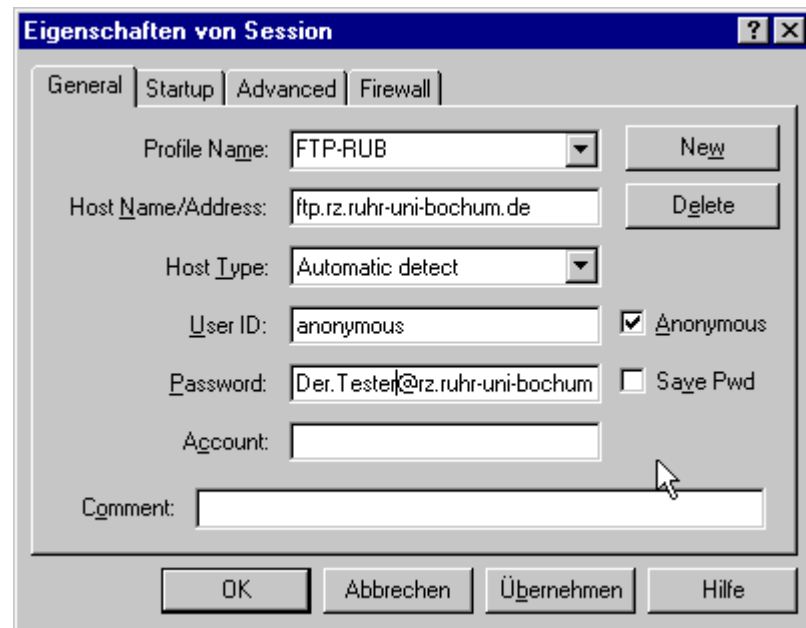 Eigenschaften von Session
General Startup Advanced Firewall
Profile Name: FTP-RUB New
Host Name/Address: ftp.rz.ruhr-uni-bochum.de Delete
Host Type: Automatic detect
User ID: anonymous Anonymous
Password: Der.Tester@rz.ruhr-uni-bochum Save Pwd
Account:
Comment:
OK Abbrechen Übernehmen Hilfe